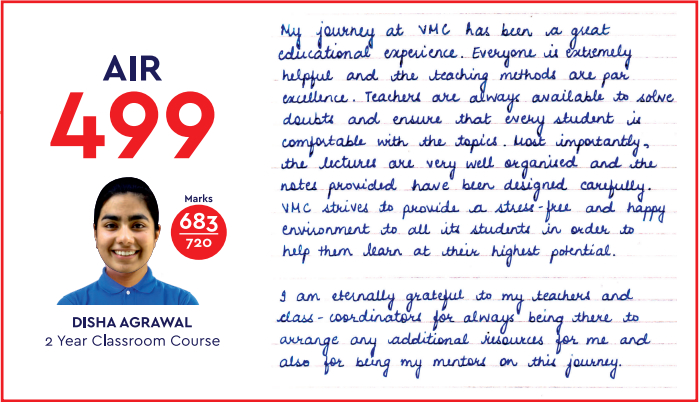 AIR
499
Marks
683
720
DISHA AGRAWAL
2 Year Classroom Course
My journey at VMC has been a great
educational experience. Everyone is extremely
helpful and the teaching methods are par
excellence. Teachers are always available to solve
doubts and ensure that every student is
comfortable with the topics. Most importantly,
the lectures are very well organised and the
notes provided have been designed carefully.
VMC strives to provide a stress-free and happy
environment to all its students in order to
help them learn at their highest potential.
I am eternally grateful to my teachers and
class-coordinators for always being there to
arrange any additional resources for me and
also for being my mentors on this journey.